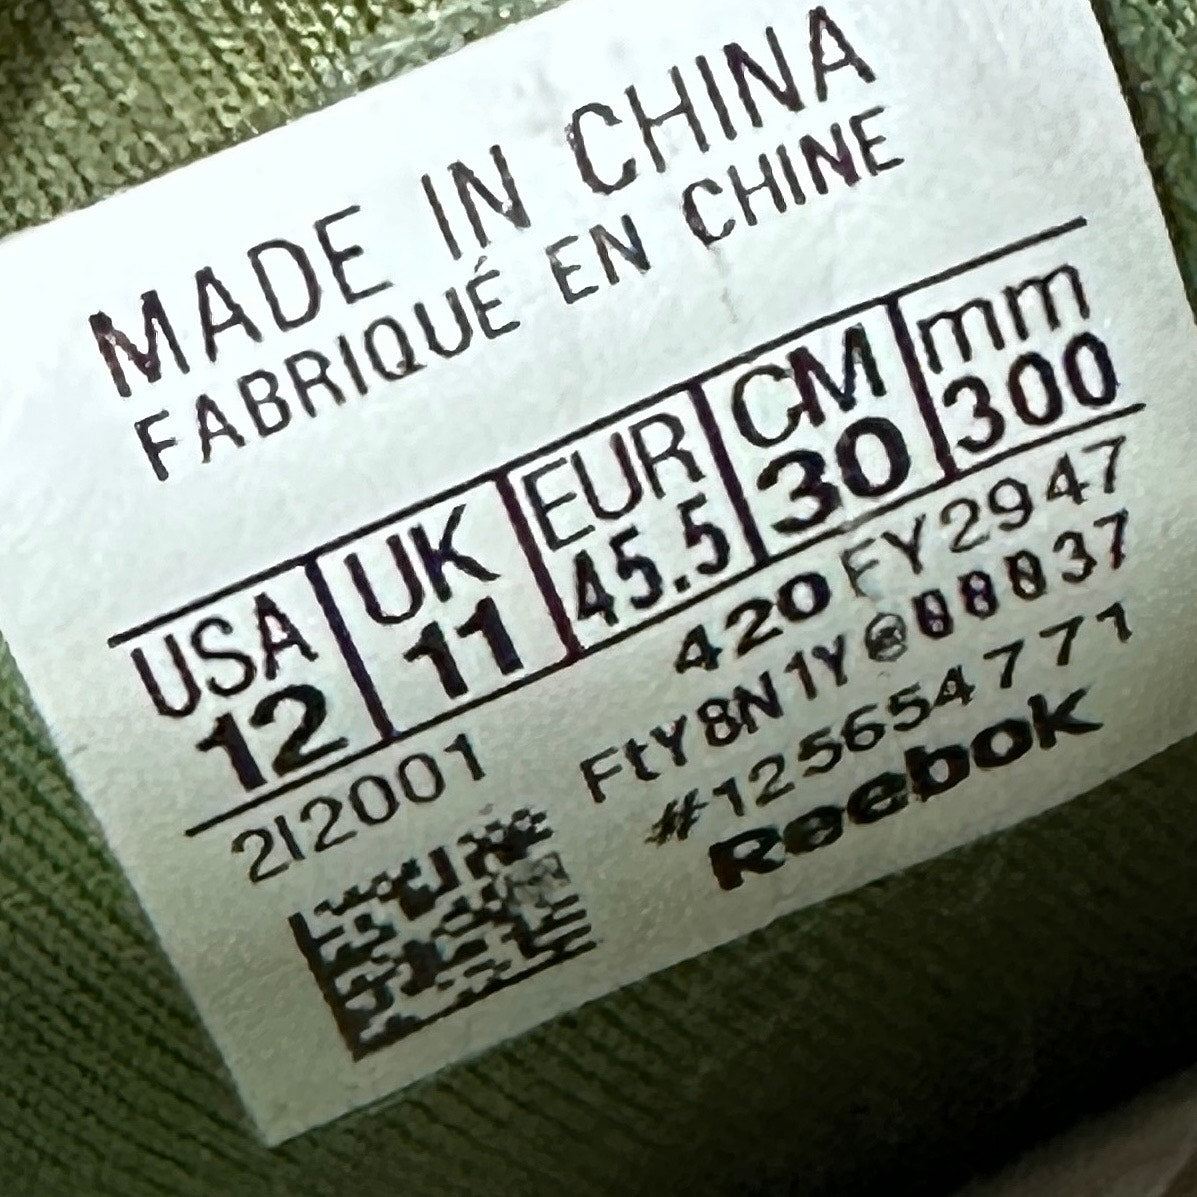 MADE IN CHINA
FABRIQUÉ EN CHINE
USA UK EUR CM mm
12 11 45.5 30 300
212001 420 FY2947
#125654771
Reebok